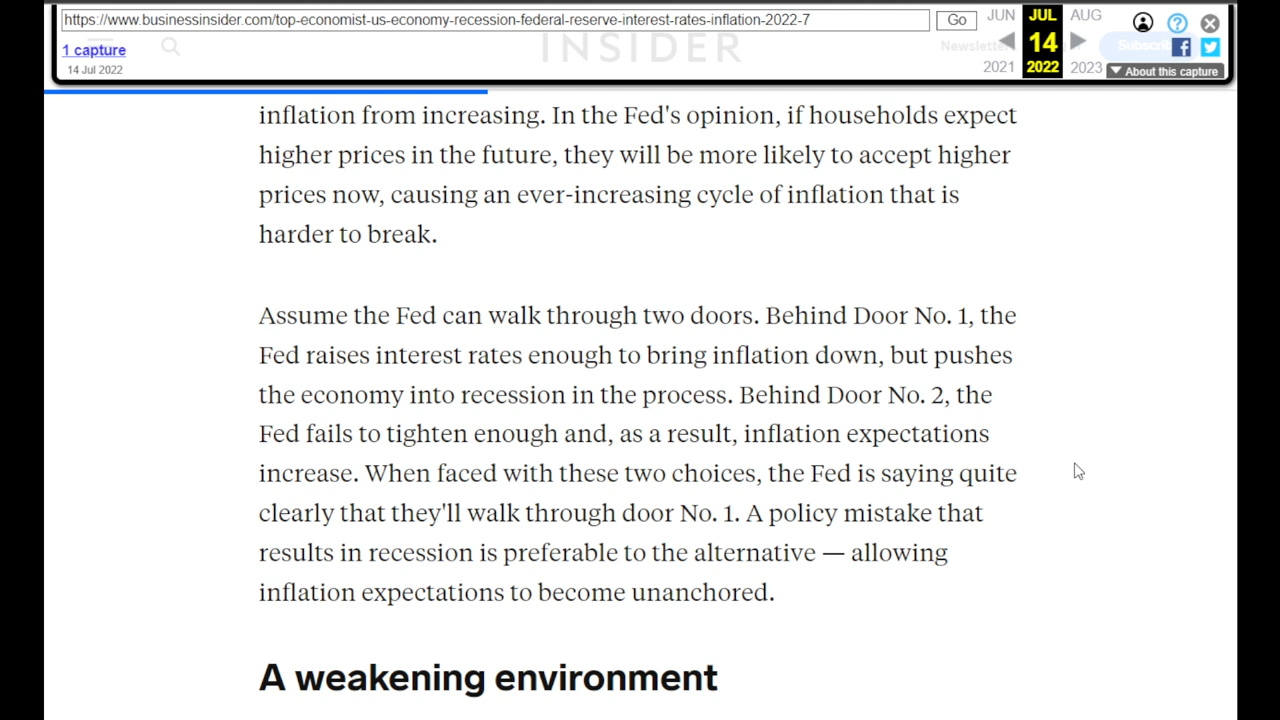 https://www.businessinsider.com/top-economist-us-economy-recession-federal-reserve-interest-rates-inflation-2022-7
Go
JUN
JUL
AUG
1 capture
14 Jul 2022
INSIDER
Newsletters
14
Subscribe
2021
2022
2023
About this capture
inflation from increasing. In the Fed's opinion, if households expect
higher prices in the future, they will be more likely to accept higher
prices now, causing an ever-increasing cycle of inflation that is
harder to break.
Assume the Fed can walk through two doors. Behind Door No. 1, the
Fed raises interest rates enough to bring inflation down, but pushes
the economy into recession in the process. Behind Door No. 2, the
Fed fails to tighten enough and, as a result, inflation expectations
increase. When faced with these two choices, the Fed is saying quite
clearly that they'll walk through door No. 1. A policy mistake that
results in recession is preferable to the alternative — allowing
inflation expectations to become unanchored.
A weakening environment